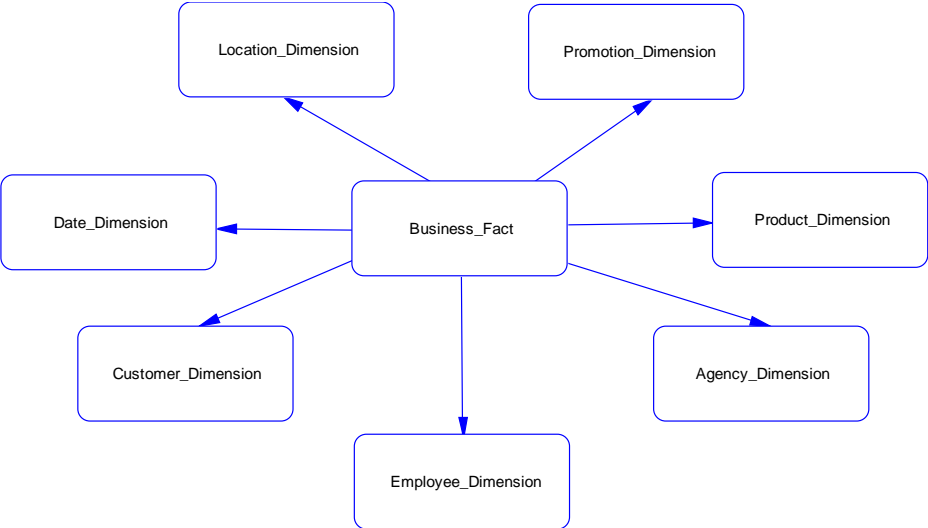 Location_Dimension
Promotion_Dimension
Date_Dimension
Business_Fact
Product_Dimension
Customer_Dimension
Agency_Dimension
Employee_Dimension